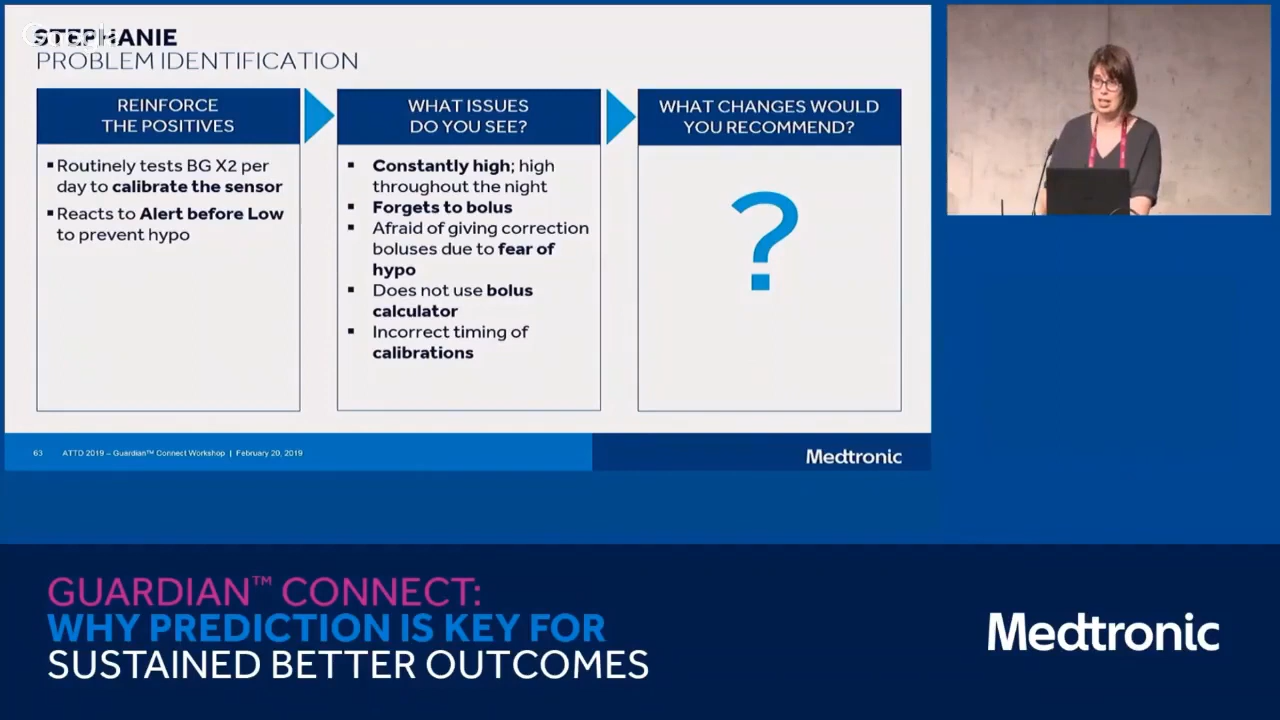 STEPHANIE
Google
PROBLEM IDENTIFICATION
REINFORCE
THE POSITIVES
▪ Routinely tests BG X2 per
day to calibrate the sensor
▪ Reacts to Alert before Low
to prevent hypo
WHAT ISSUES
DO YOU SEE?
▪ Constantly high; high
throughout the night
▪ Forgets to bolus
▪ Afraid of giving correction
boluses due to fear of
hypo
▪ Does not use bolus
calculator
▪ Incorrect timing of
calibrations
WHAT CHANGES WOULD
YOU RECOMMEND?
?
63 ATTD 2019 – Guardian™ Connect Workshop | February 20, 2019
Medtronic
GUARDIAN™ CONNECT:
WHY PREDICTION IS KEY FOR
SUSTAINED BETTER OUTCOMES
Medtronic